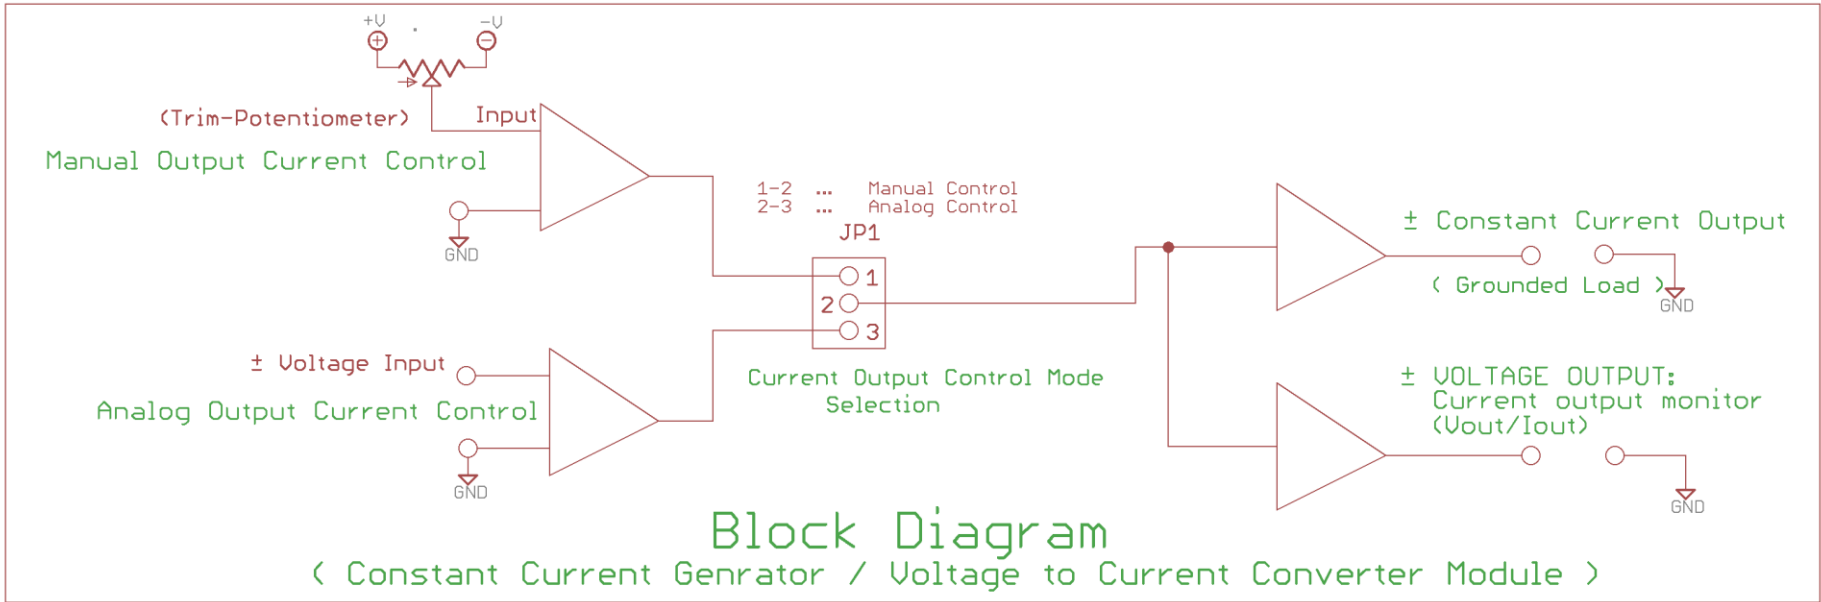 +V
-V
(Trim-Potentiometer)
Input
Manual Output Current Control
GND
1-2 ... Manual Control
2-3 ... Analog Control
JP1
1
2
3
± Voltage Input
Analog Output Current Control
GND
Current Output Control Mode
Selection
± Constant Current Output
( Grounded Load )
GND
± VOLTAGE OUTPUT:
Current output monitor
(Vout/Iout)
GND
Block Diagram
( Constant Current Genrator / Voltage to Current Converter Module )